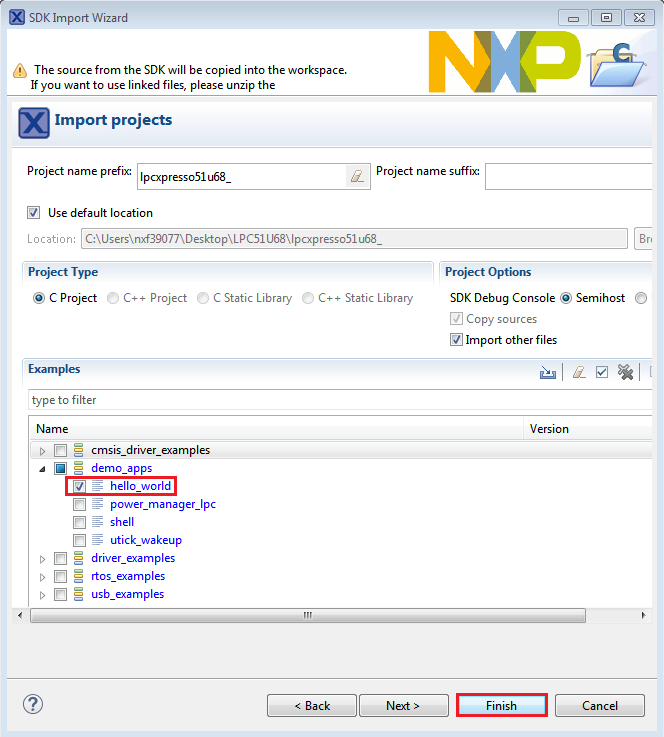 SDK Import Wizard
NXP
The source from the SDK will be copied into the workspace.
If you want to use linked files, please unzip the
Import projects
Project name prefix: lpcxpresso51u68_ Project name suffix:
Use default location
Location: C:\Users\nxf39077\Desktop\LPC51U68\lpcxpresso51u68_ Bro
Project Type Project Options
C Project C++ Project C Static Library C++ Static Library SDK Debug Console Semihost
Copy sources
Import other files
Examples
type to filter
Name Version
cmsis_driver_examples
demo_apps
hello_world
power_manager_lpc
shell
utick_wakeup
driver_examples
rtos_examples
usb_examples
? < Back Next > Finish Cancel